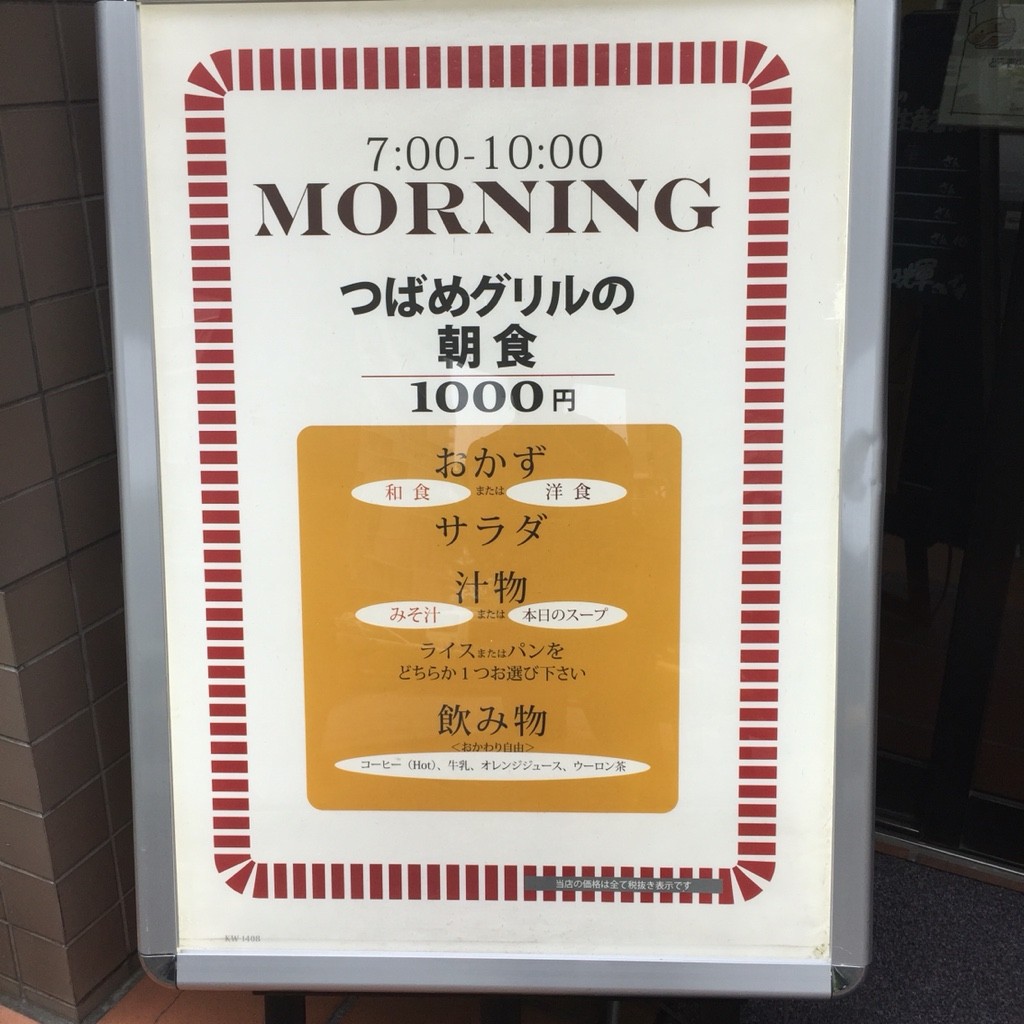 7:00-10:00
MORNING
つばめグリルの
朝食
1000円
おかず
和食 または 洋食
サラダ
汁物
みそ汁 または 本日のスープ
ライスまたはパンを
どちらか1つお選び下さい
飲み物
<おかわり自由>
コーヒー（Hot）、牛乳、オレンジジュース、ウーロン茶
当店の価格は全て税抜き表示です